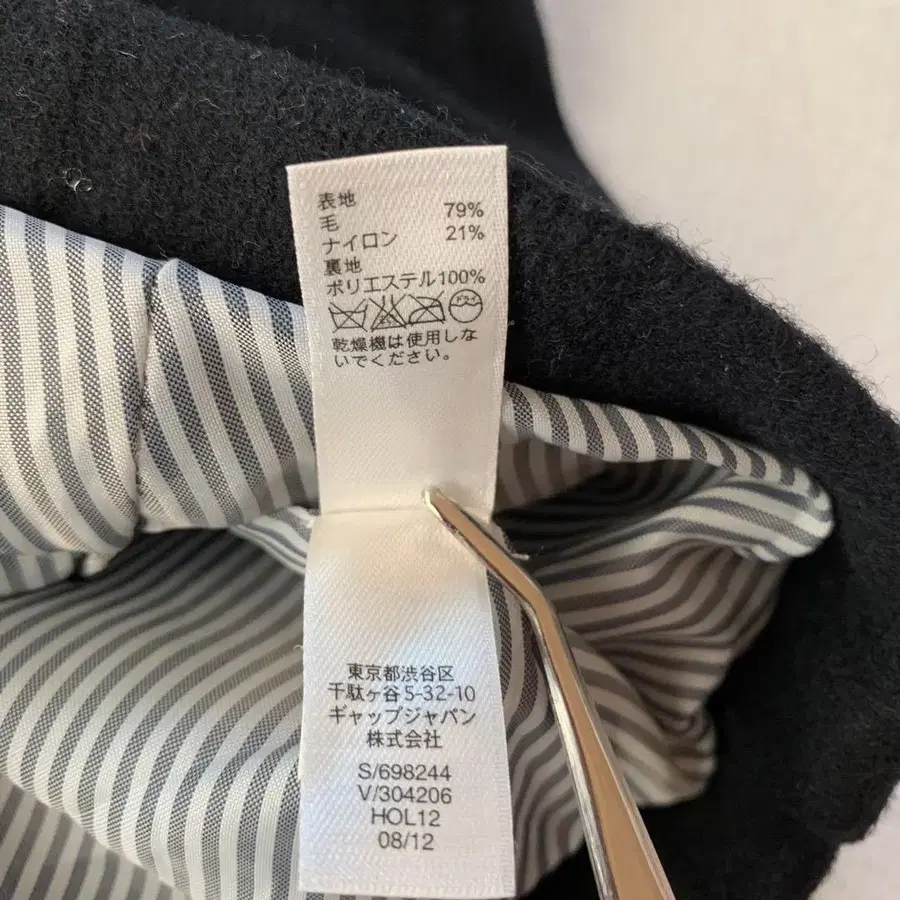 表地
毛 79%
ナイロン 21%
裏地
ポリエステル100%
ドライ
乾燥機は使用しな
いでください。
東京都渋谷区
千駄ヶ谷5-32-10
ギャップジャパン
株式会社
S/698244
V/304206
HOL12
08/12